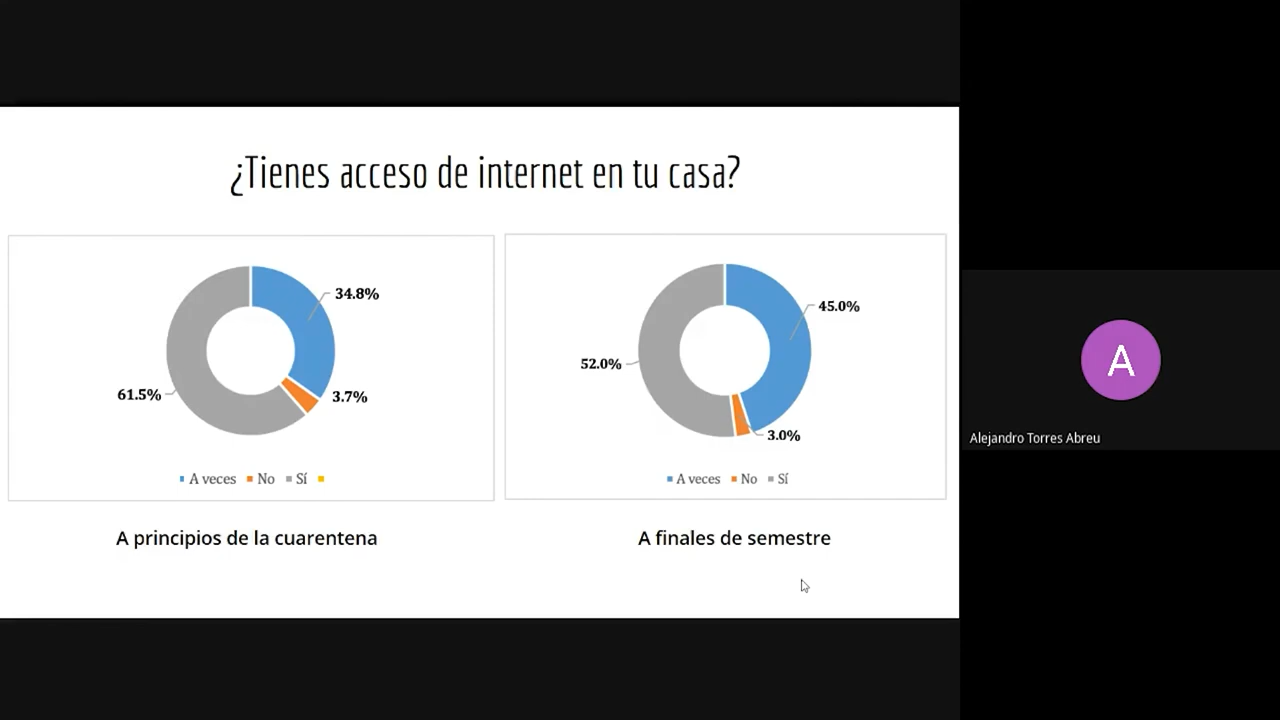 ¿Tienes acceso de internet en tu casa?
34.8%
61.5%
3.7%
A veces No Sí
A principios de la cuarentena
45.0%
52.0%
3.0%
A veces No Sí
A finales de semestre
A
Alejandro Torres Abreu